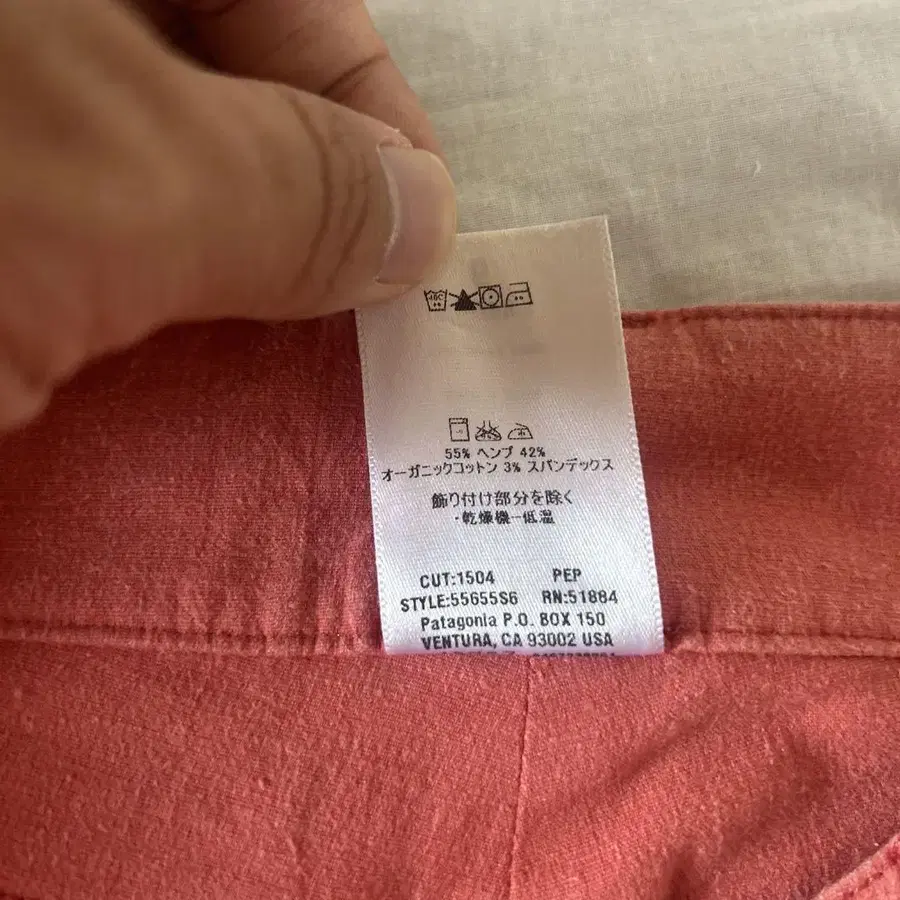 40C
55% ヘンプ 42%
オーガニックコットン 3% スパンデックス
飾り付け部分を除く
・乾燥機ー低温
CUT:1504 PEP
STYLE:55655S6 RN:51884
Patagonia P.O. BOX 150
VENTURA, CA 93002 USA